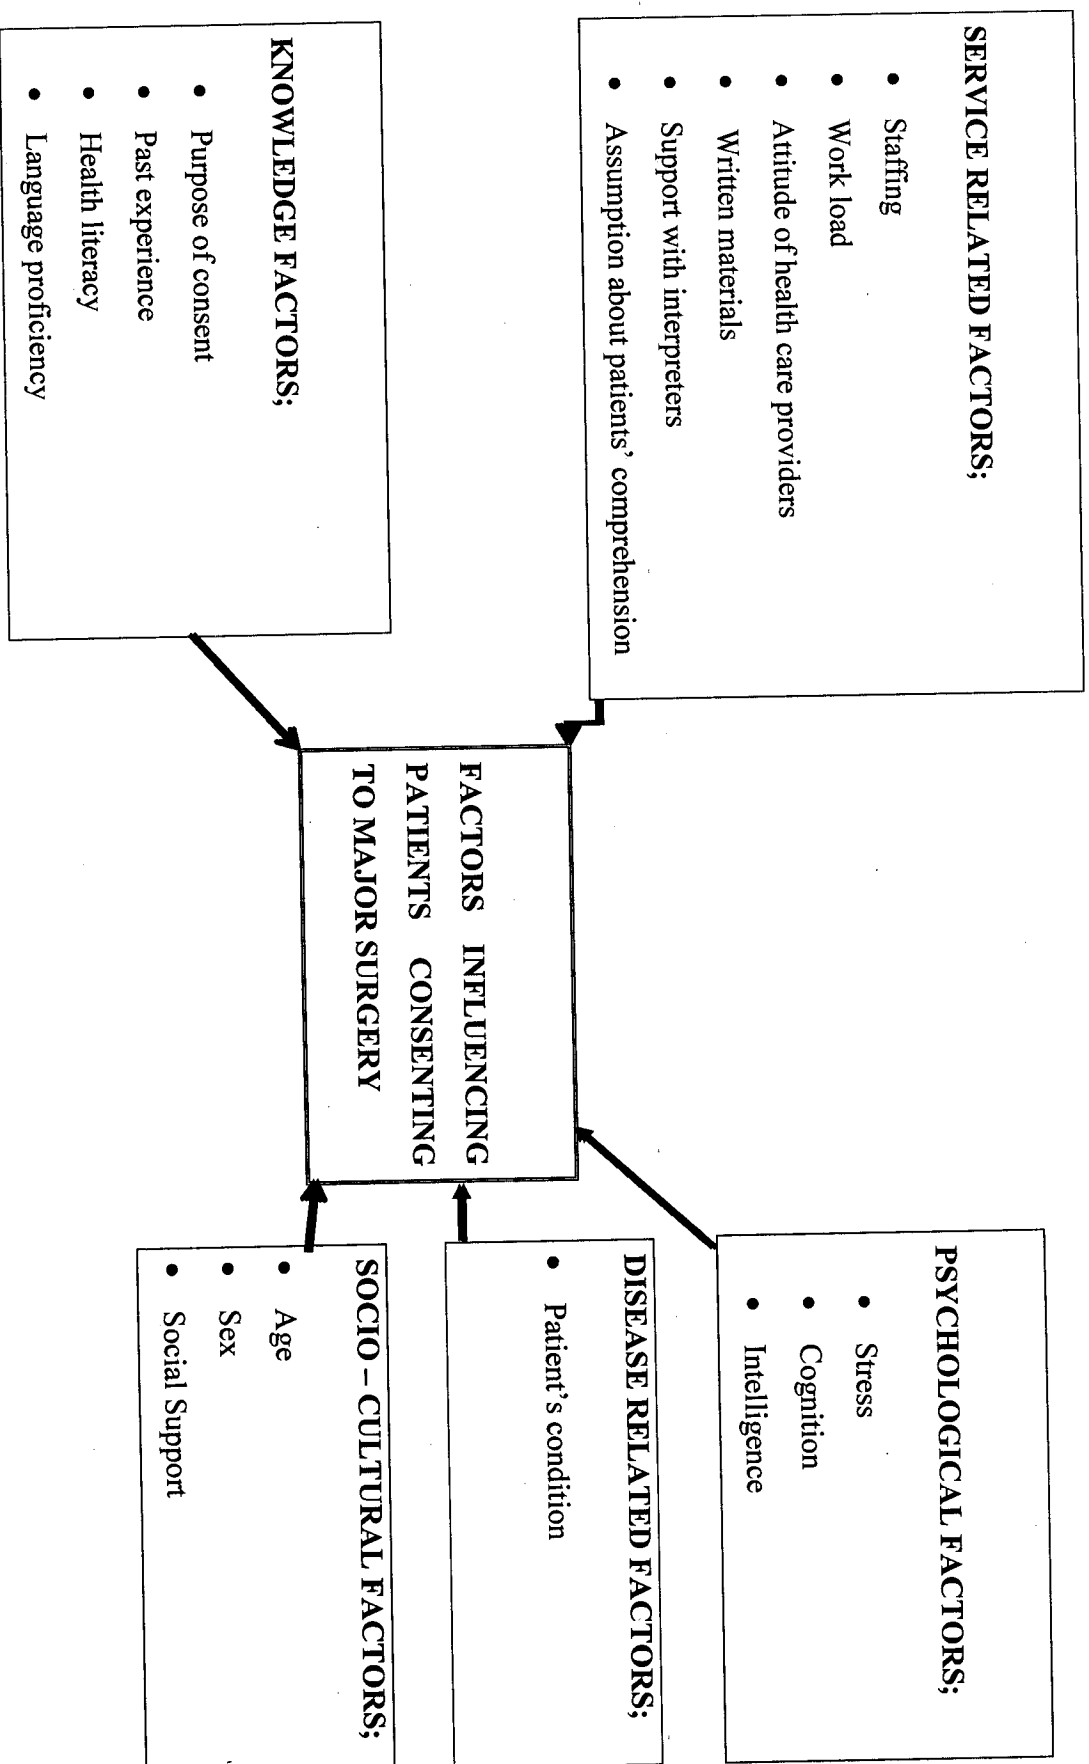 SERVICE RELATED FACTORS;
• Staffing
• Work load
• Attitude of health care providers
• Written materials
• Support with interpreters
• Assumption about patients' comprehension
KNOWLEDGE FACTORS;
• Purpose of consent
• Past experience
• Health literacy
• Language proficiency
FACTORS INFLUENCING
PATIENTS CONSENTING
TO MAJOR SURGERY
PSYCHOLOGICAL FACTORS;
• Stress
• Cognition
• Intelligence
DISEASE RELATED FACTORS;
• Patient's condition
SOCIO – CULTURAL FACTORS;
• Age
• Sex
• Social Support